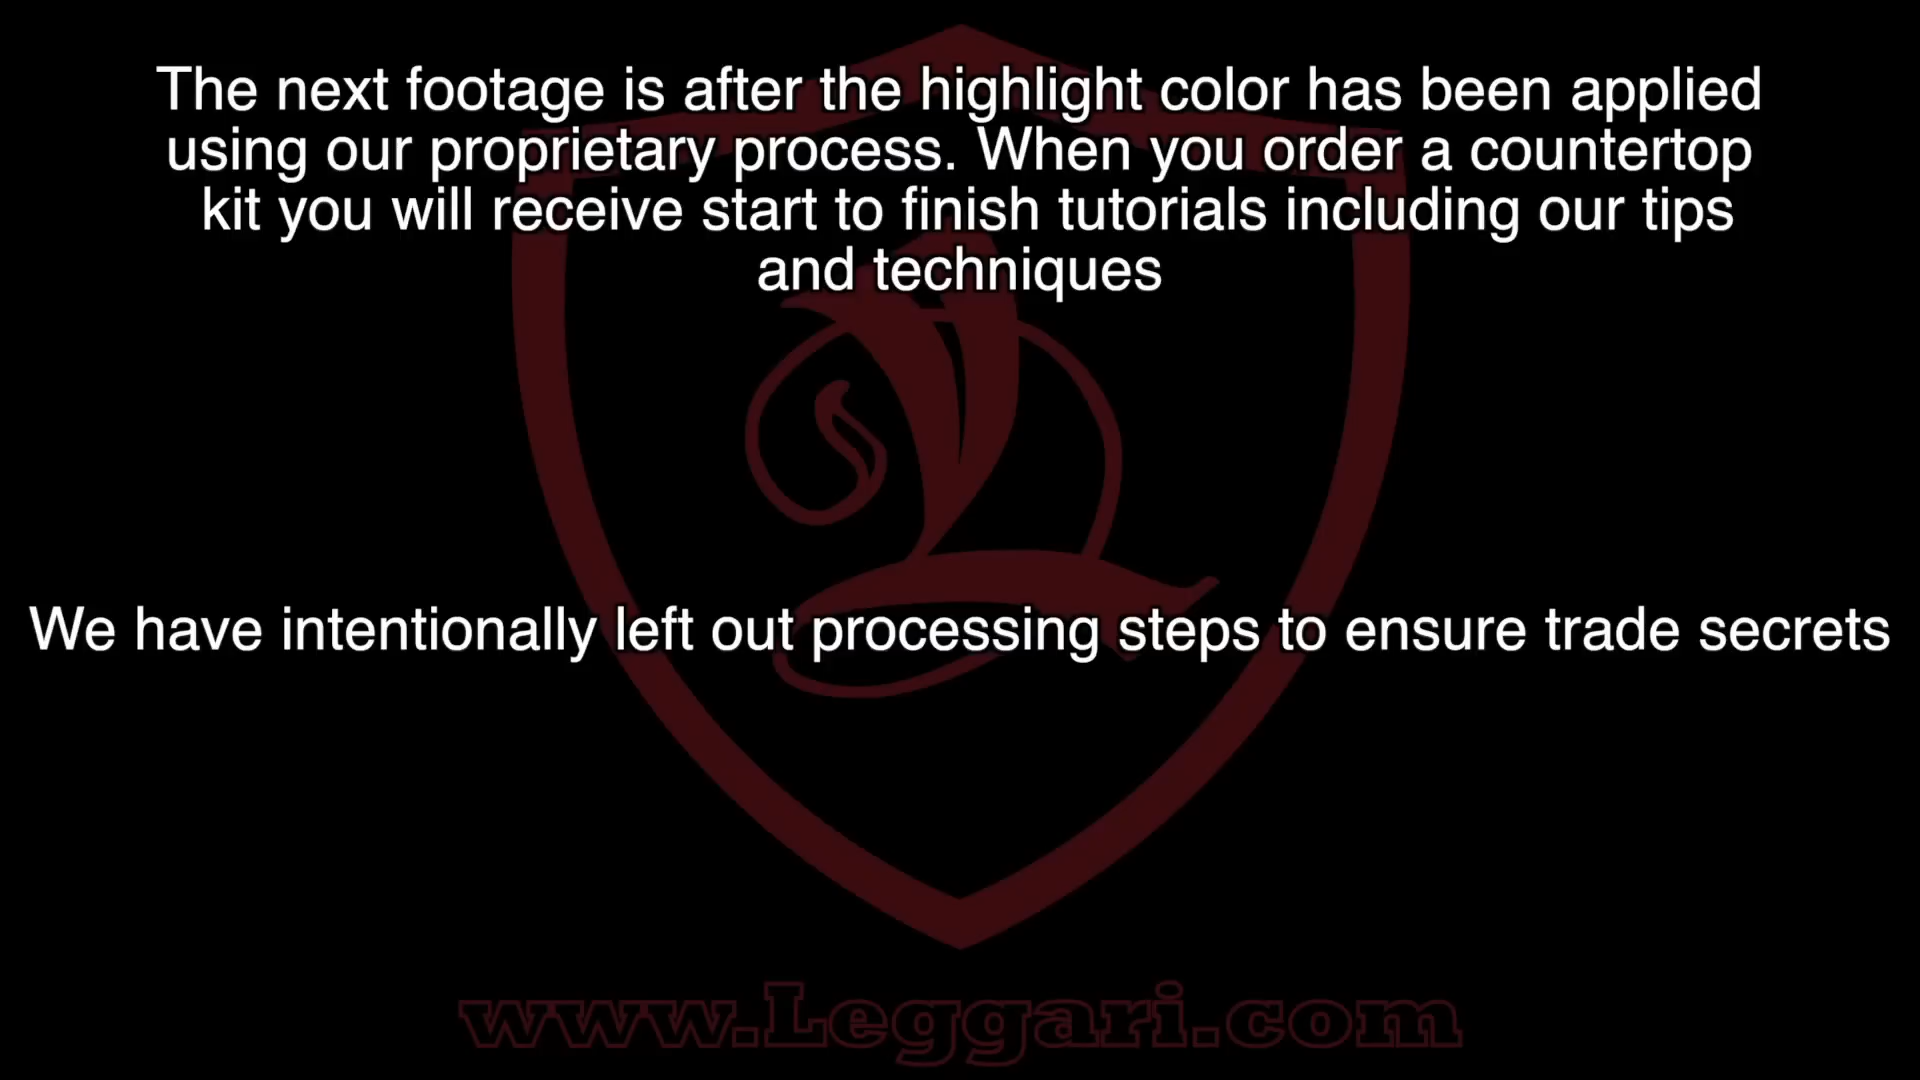 The next footage is after the highlight color has been applied
using our proprietary process. When you order a countertop
kit you will receive start to finish tutorials including our tips
and techniques
We have intentionally left out processing steps to ensure trade secrets
www.Leggari.com